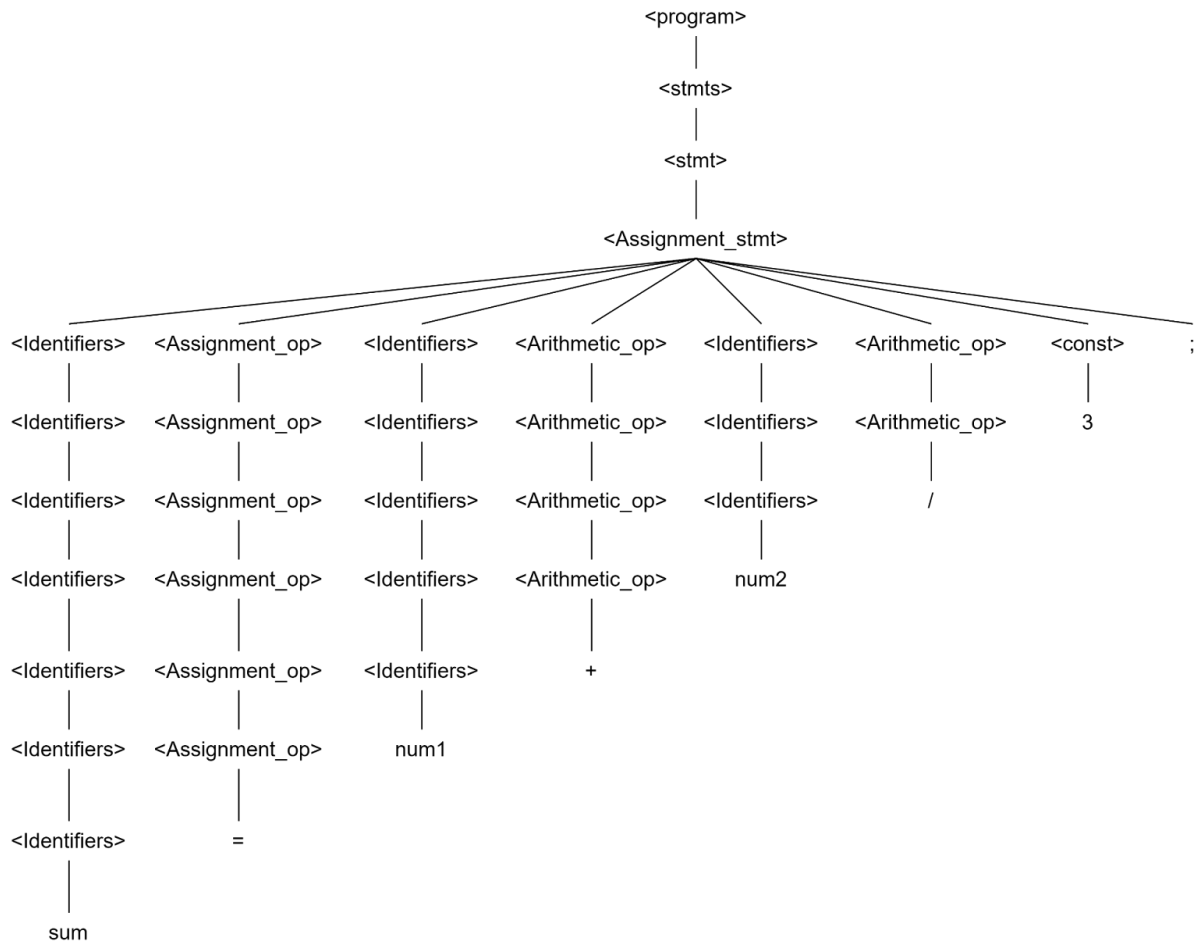 <program>
<stmts>
<stmt>
<Assignment_stmt>
<Identifiers> <Assignment_op> <Identifiers> <Arithmetic_op> <Identifiers> <Arithmetic_op> <const> ;
<Identifiers> <Assignment_op> <Identifiers> <Arithmetic_op> <Identifiers> <Arithmetic_op> 3
<Identifiers> <Assignment_op> <Identifiers> <Arithmetic_op> <Identifiers> /
<Identifiers> <Assignment_op> <Identifiers> <Arithmetic_op> num2
<Identifiers> <Assignment_op> <Identifiers> +
<Identifiers> <Assignment_op> num1
<Identifiers> =
sum